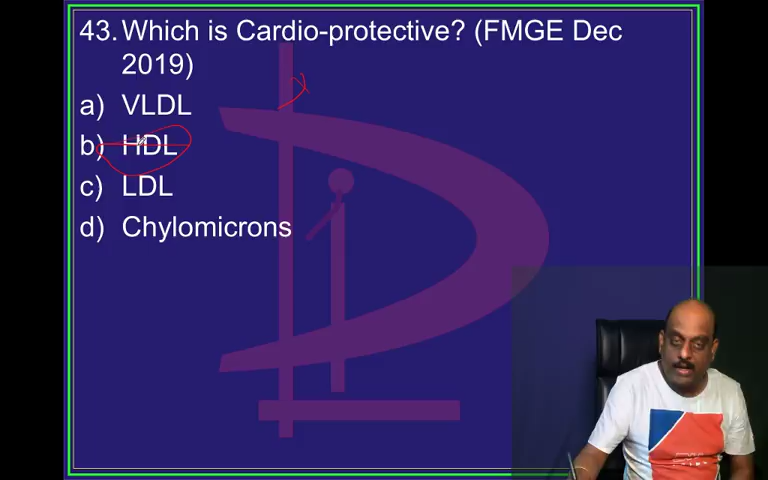 43. Which is Cardio-protective? (FMGE Dec
2019)
a) VLDL
b) HDL
c) LDL
d) Chylomicrons